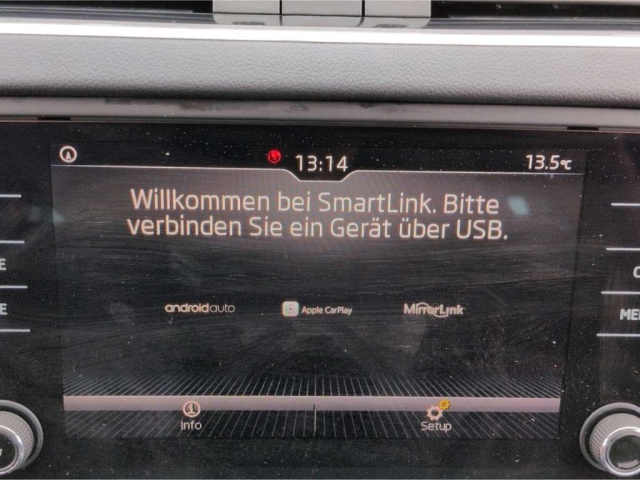 13:14
13.5°C
Willkommen bei SmartLink. Bitte
verbinden Sie ein Gerät über USB.
androidauto
Apple CarPlay
MirrorLink
Info
Setup